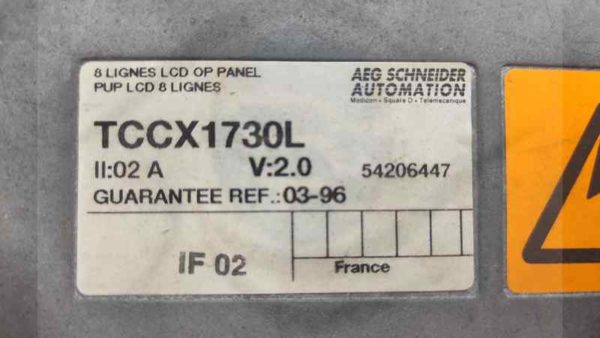 8 LIGNES LCD OP PANEL
PUP LCD 8 LIGNES
AEG SCHNEIDER
AUTOMATION
Modicon • Square D • Telemecanique
TCCX1730L
II:02 A V:2.0 54206447
GUARANTEE REF.:03-96
IF 02
France